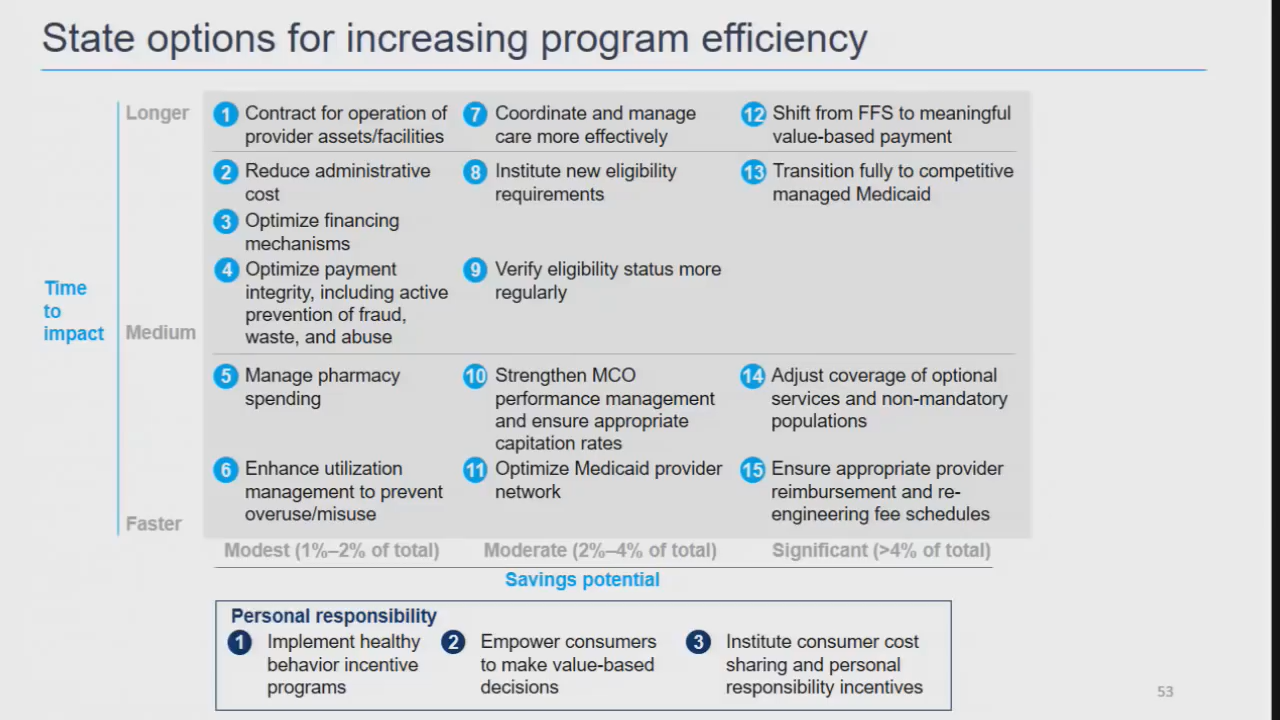 State options for increasing program efficiency
Longer
1 Contract for operation of
provider assets/facilities
7 Coordinate and manage
care more effectively
12 Shift from FFS to meaningful
value-based payment
2 Reduce administrative
cost
8 Institute new eligibility
requirements
13 Transition fully to competitive
managed Medicaid
3 Optimize financing
mechanisms
4 Optimize payment
integrity, including active
prevention of fraud,
waste, and abuse
9 Verify eligibility status more
regularly
Time
to
impact
Medium
5 Manage pharmacy
spending
10 Strengthen MCO
performance management
and ensure appropriate
capitation rates
14 Adjust coverage of optional
services and non-mandatory
populations
6 Enhance utilization
management to prevent
overuse/misuse
11 Optimize Medicaid provider
network
15 Ensure appropriate provider
reimbursement and re-
engineering fee schedules
Faster
Modest (1%–2% of total)
Moderate (2%–4% of total)
Significant (>4% of total)
Savings potential
Personal responsibility
1 Implement healthy
behavior incentive
programs
2 Empower consumers
to make value-based
decisions
3 Institute consumer cost
sharing and personal
responsibility incentives
53